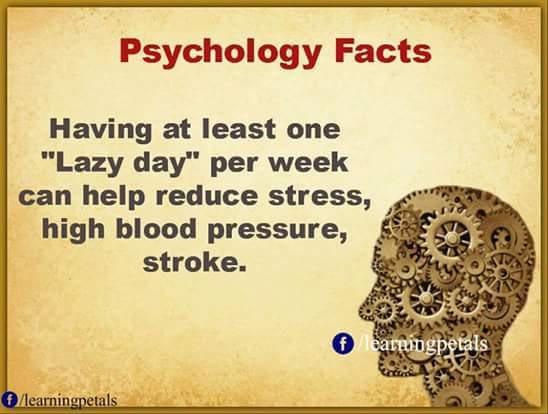 Psychology Facts
Having at least one
"Lazy day" per week
can help reduce stress,
high blood pressure,
stroke.
f /learningpetals
f /learningpetals